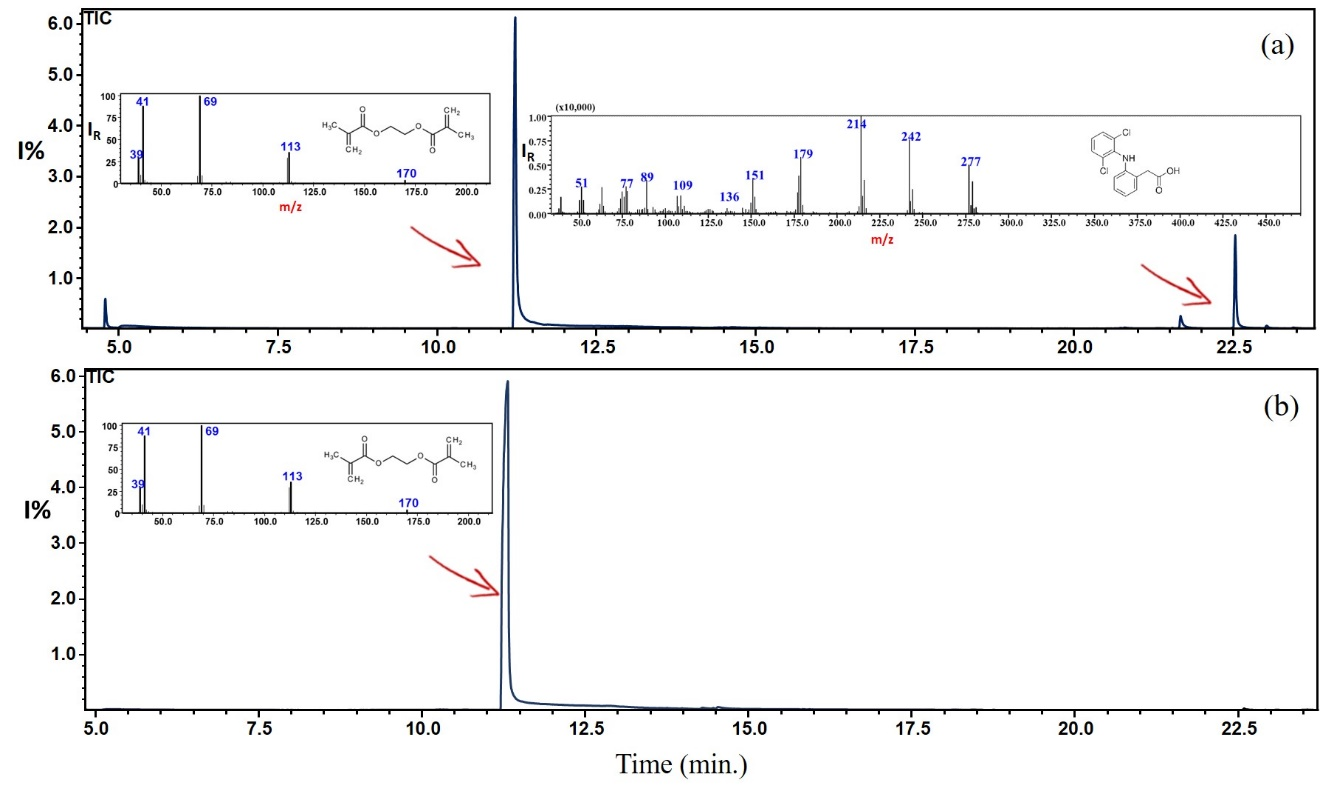 TIC
(a)
I%
6.0
5.0
4.0
3.0
2.0
1.0
I_R
100
75
50
25
0
39
41
69
113
170
H₃C
O
CH₂
O
O
O
CH₂
CH₃
50.0 75.0 100.0 125.0 150.0 175.0 200.0
m/z
(x10,000)
I_R
1.00
0.75
0.50
0.25
0.00
51 77 89 109 136 151 179 214 242 277
Cl
Cl
NH
OH
O
50.0 75.0 100.0 125.0 150.0 175.0 200.0 225.0 250.0 275.0 300.0 325.0 350.0 375.0 400.0 425.0 450.0
m/z
5.0 7.5 10.0 12.5 15.0 17.5 20.0 22.5
TIC
(b)
I%
6.0
5.0
4.0
3.0
2.0
1.0
100
75
50
25
0
39
41
69
113
170
H₃C
O
CH₂
O
O
O
CH₂
CH₃
50.0 75.0 100.0 125.0 150.0 175.0 200.0
5.0 7.5 10.0 12.5 15.0 17.5 20.0 22.5
Time (min.)